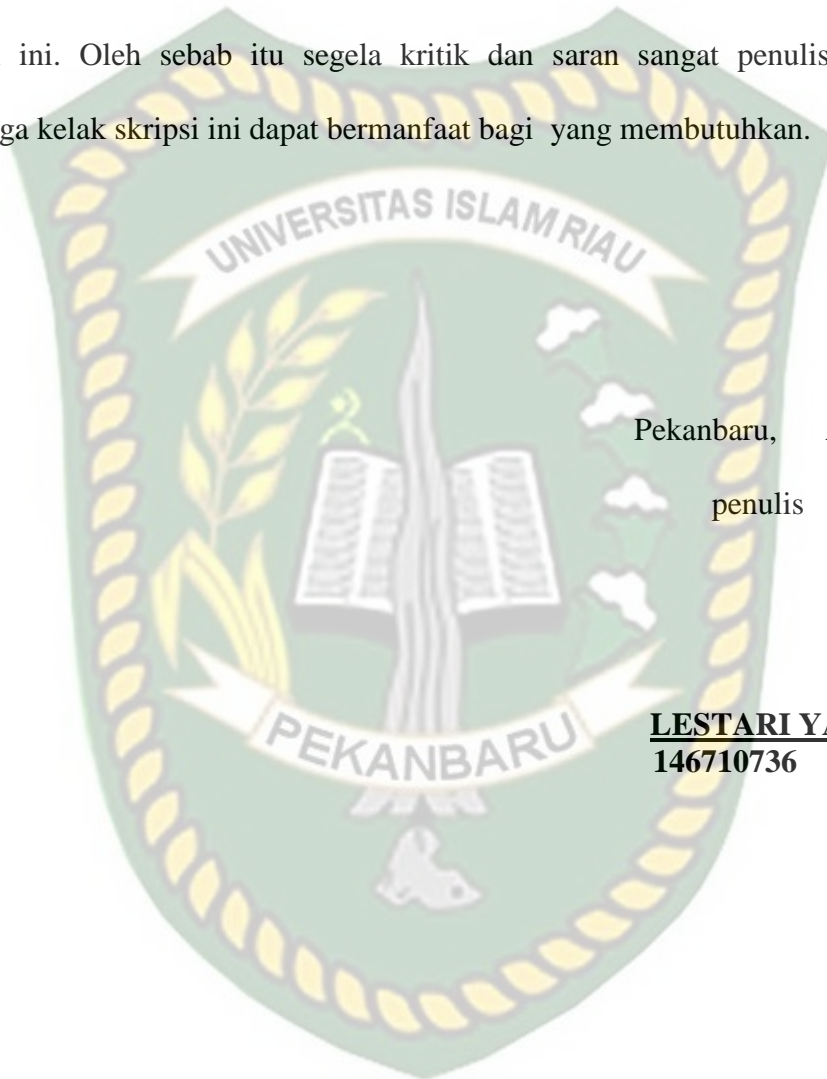 ini. Oleh sebab itu segela kritik dan saran sangat penulis
ga kelak skripsi ini dapat bermanfaat bagi yang membutuhkan.
UNIVERSITAS ISLAM RIAU
Pekanbaru,
penulis
PEKANBARU
LESTARI YA
146710736